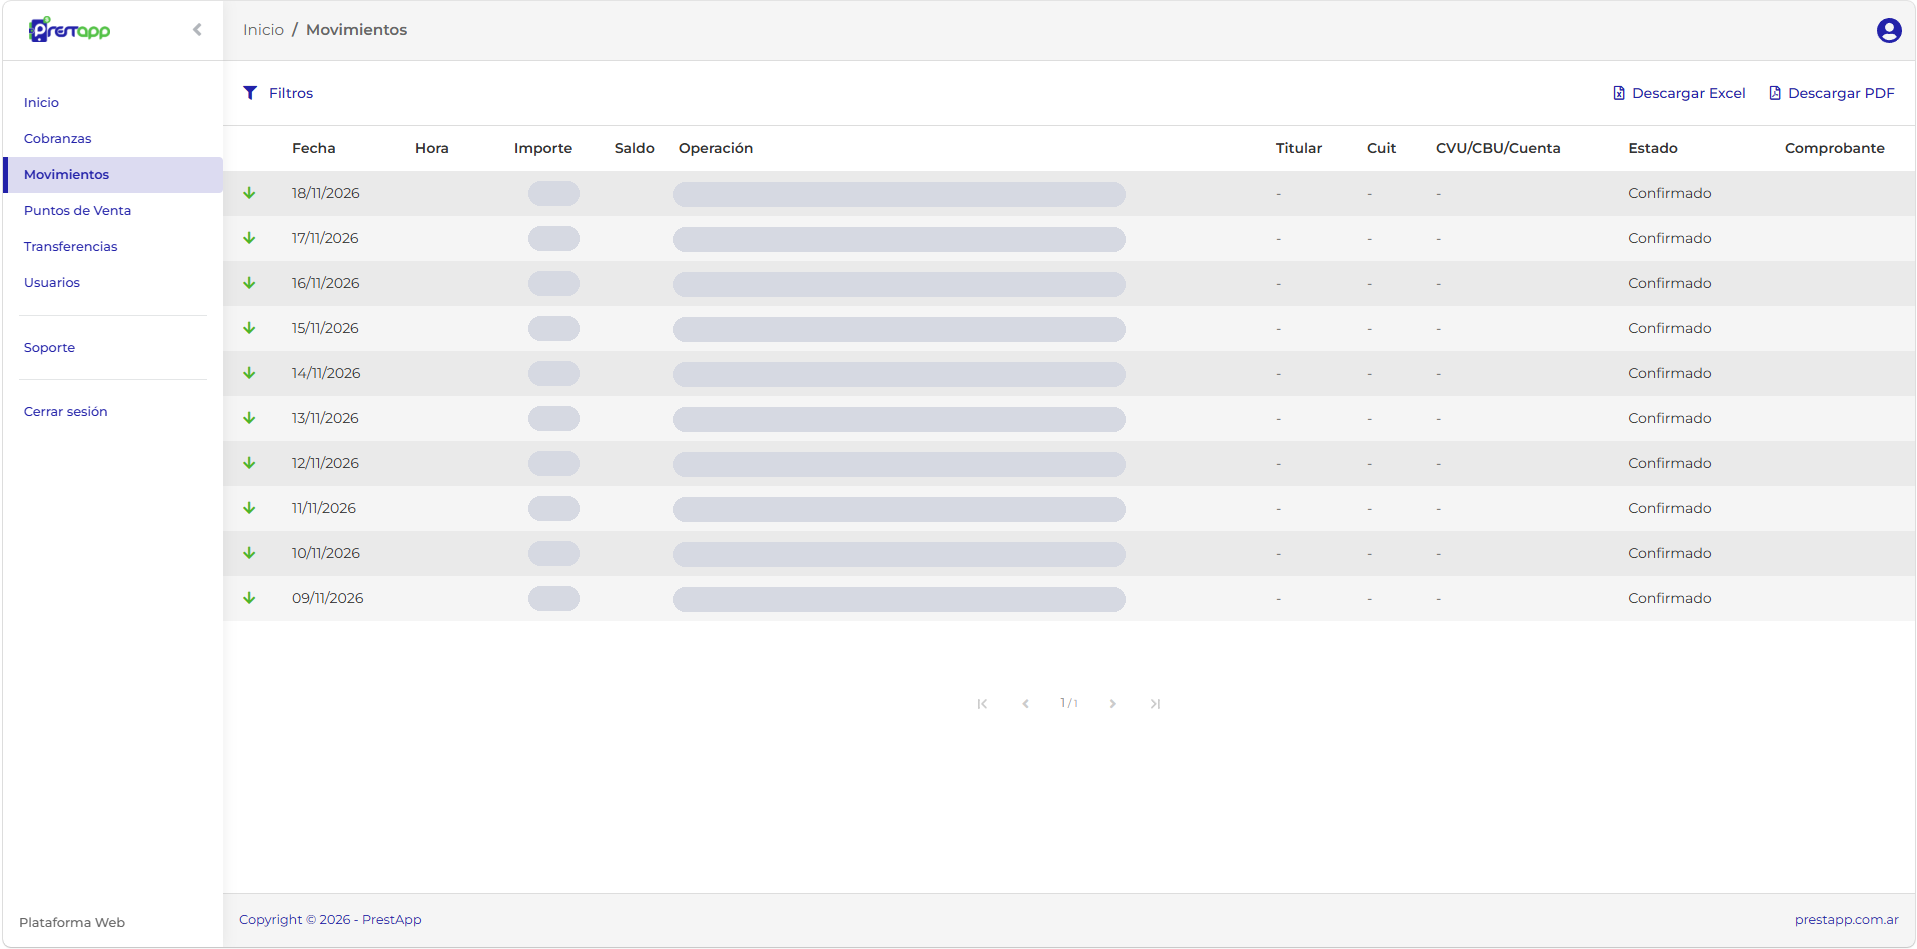 Prestapp
Inicio / Movimientos
Inicio
Cobranzas
Movimientos
Puntos de Venta
Transferencias
Usuarios
Soporte
Cerrar sesión
Plataforma Web
Filtros
Descargar Excel Descargar PDF
Fecha Hora Importe Saldo Operación Titular Cuit CVU/CBU/Cuenta Estado Comprobante
18/11/2026 - - - Confirmado
17/11/2026 - - - Confirmado
16/11/2026 - - - Confirmado
15/11/2026 - - - Confirmado
14/11/2026 - - - Confirmado
13/11/2026 - - - Confirmado
12/11/2026 - - - Confirmado
11/11/2026 - - - Confirmado
10/11/2026 - - - Confirmado
09/11/2026 - - - Confirmado
1 / 1
Copyright © 2026 - PrestApp
prestapp.com.ar